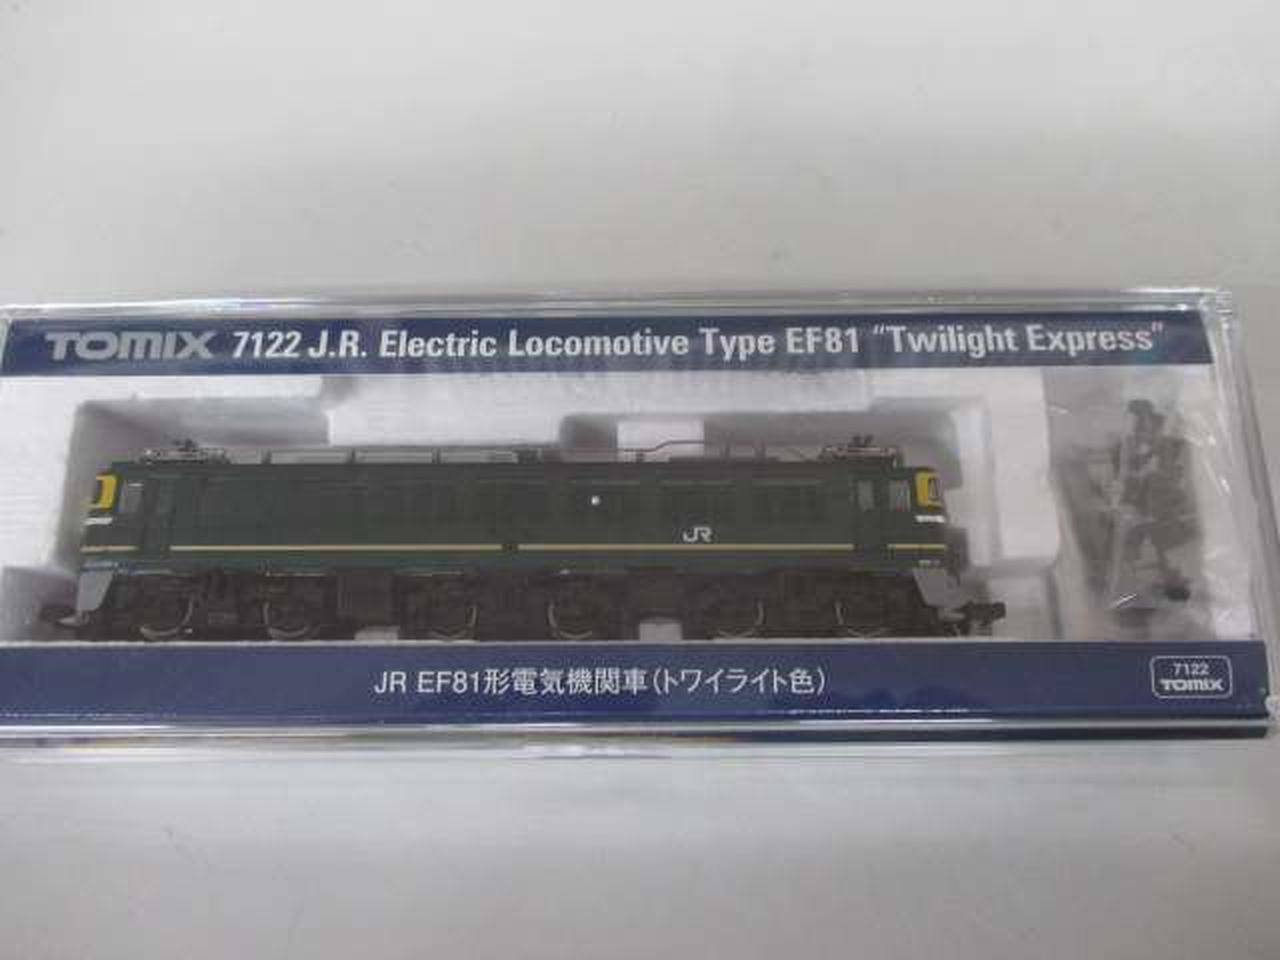 TOMIX 7122 J.R. Electric Locomotive Type EF81 "Twilight Express"
JR
JR EF81形電気機関車(トワイライト色)
7122
TOMIX